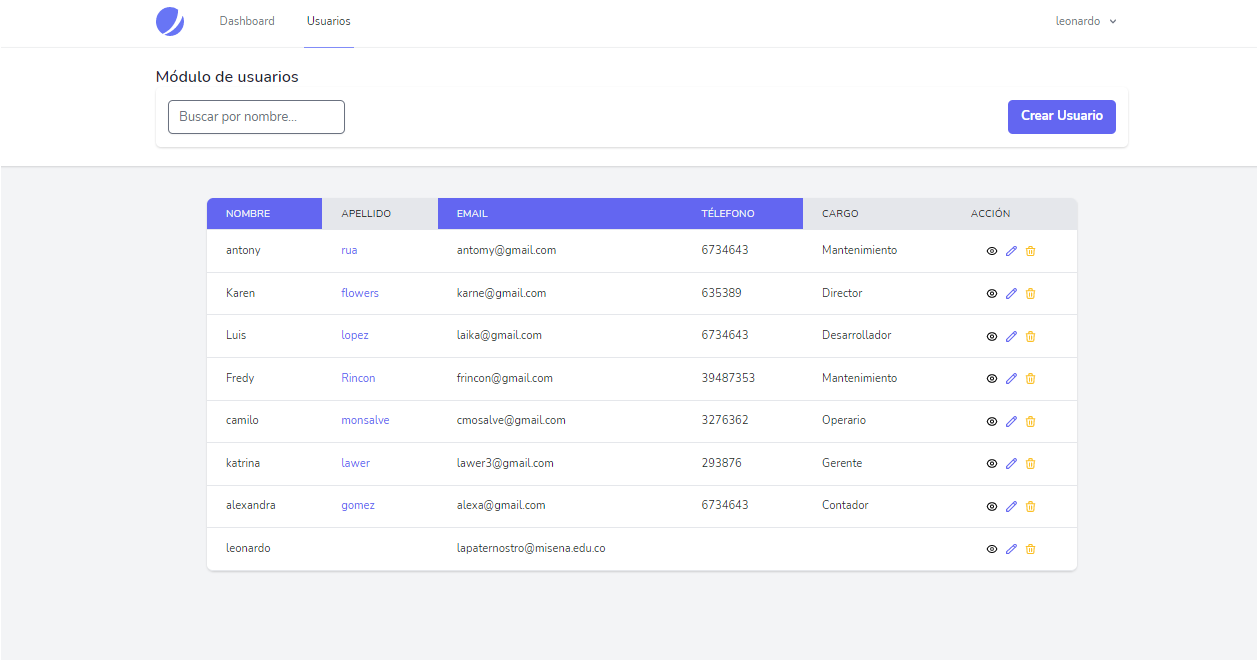 Dashboard Usuarios leonardo
Módulo de usuarios
Buscar por nombre... Crear Usuario
NOMBRE APELLIDO EMAIL TÉLEFONO CARGO ACCIÓN
antony rua antomy@gmail.com 6734643 Mantenimiento
Karen flowers karne@gmail.com 635389 Director
Luis lopez laika@gmail.com 6734643 Desarrollador
Fredy Rincon frincon@gmail.com 39487353 Mantenimiento
camilo monsalve cmosalve@gmail.com 3276362 Operario
katrina lawer lawer3@gmail.com 293876 Gerente
alexandra gomez alexa@gmail.com 6734643 Contador
leonardo lapaternostro@misena.edu.co